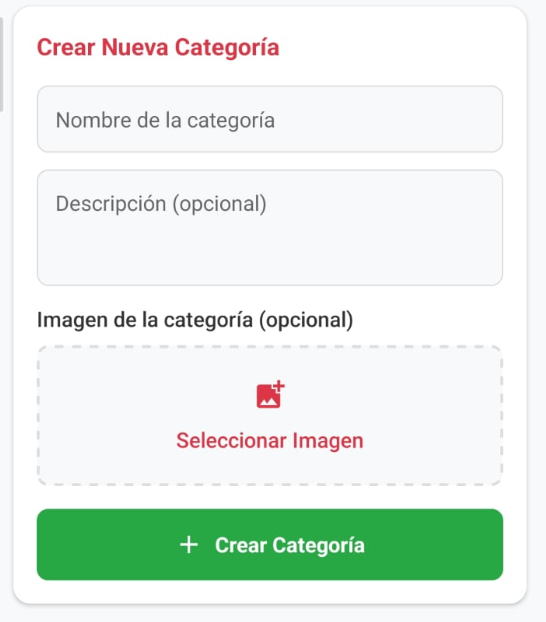 Crear Nueva Categoría
Nombre de la categoría
Descripción (opcional)
Imagen de la categoría (opcional)
Seleccionar Imagen
+ Crear Categoría